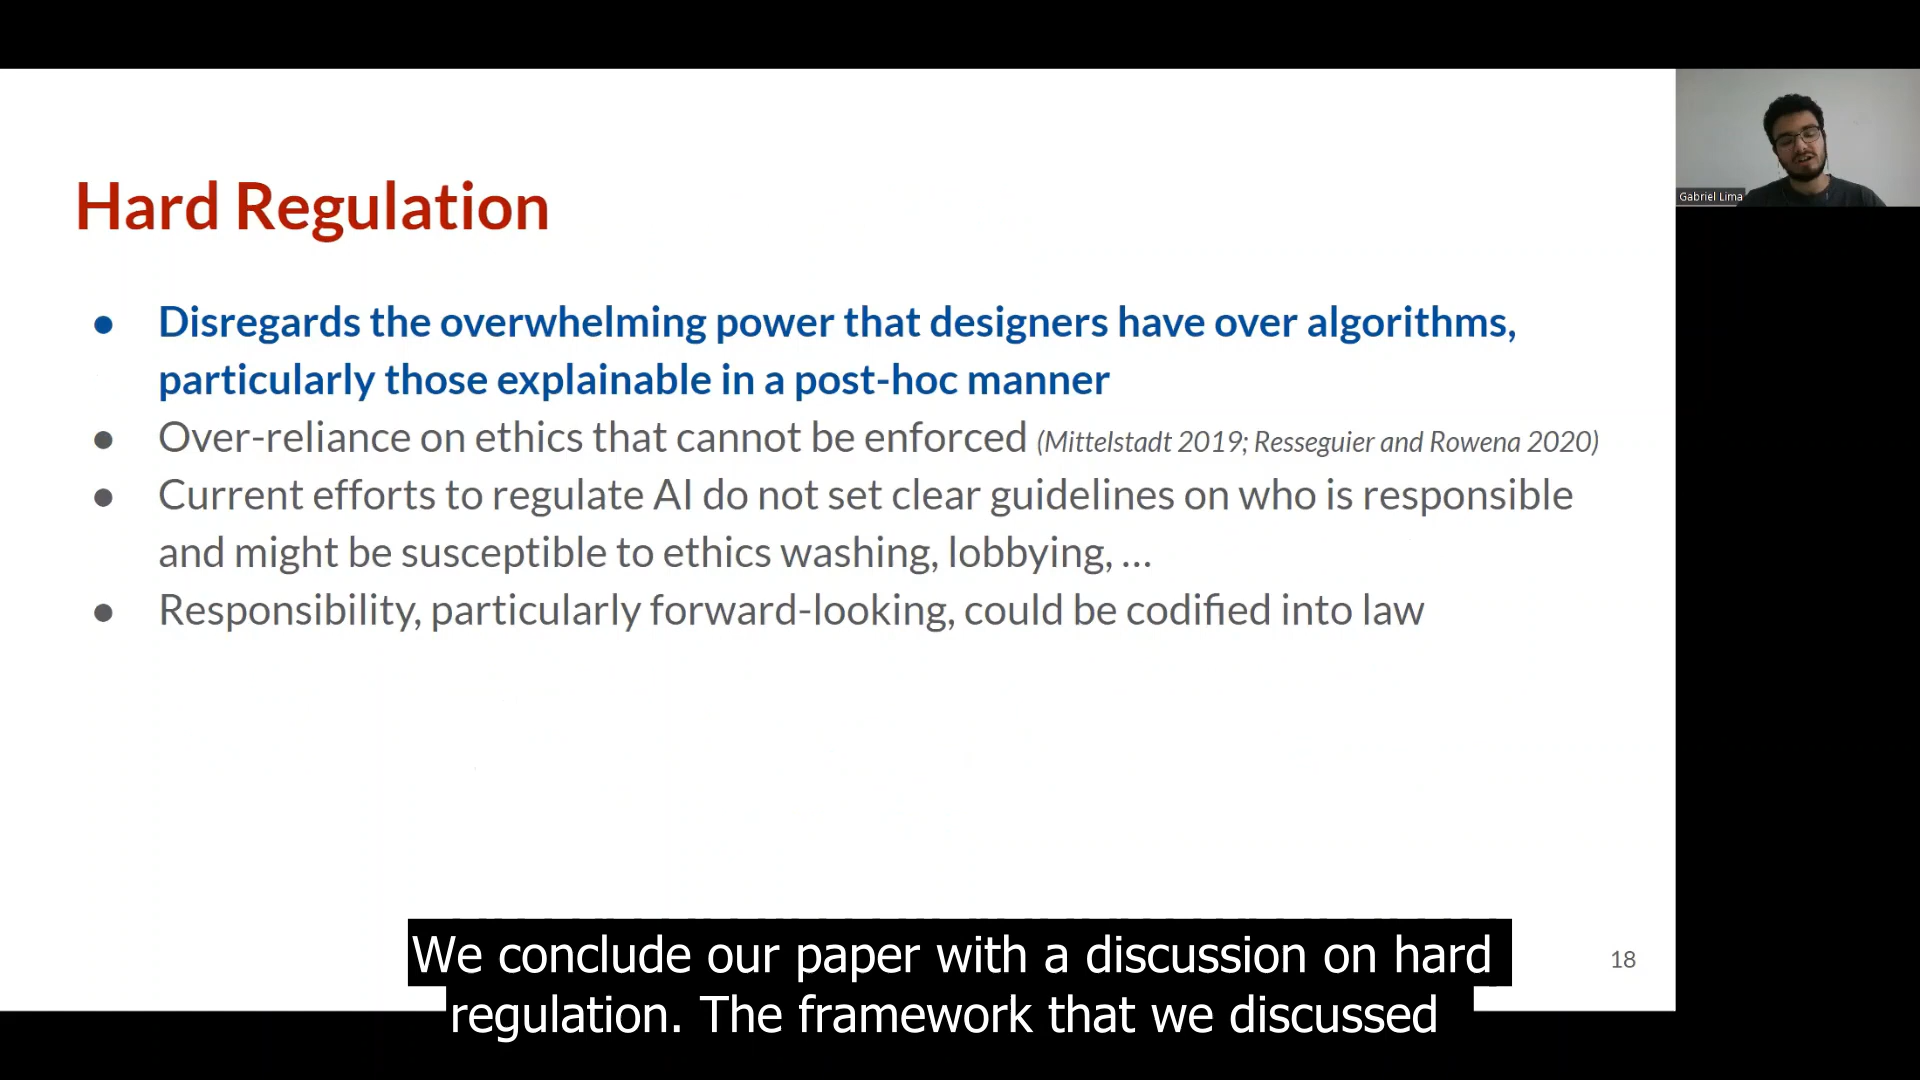 Hard Regulation
● Disregards the overwhelming power that designers have over algorithms,
particularly those explainable in a post-hoc manner
● Over-reliance on ethics that cannot be enforced (Mittelstadt 2019; Resseguier and Rowena 2020)
● Current efforts to regulate AI do not set clear guidelines on who is responsible
and might be susceptible to ethics washing, lobbying, ...
● Responsibility, particularly forward-looking, could be codified into law
Gabriel Lima
18
We conclude our paper with a discussion on hard
regulation. The framework that we discussed